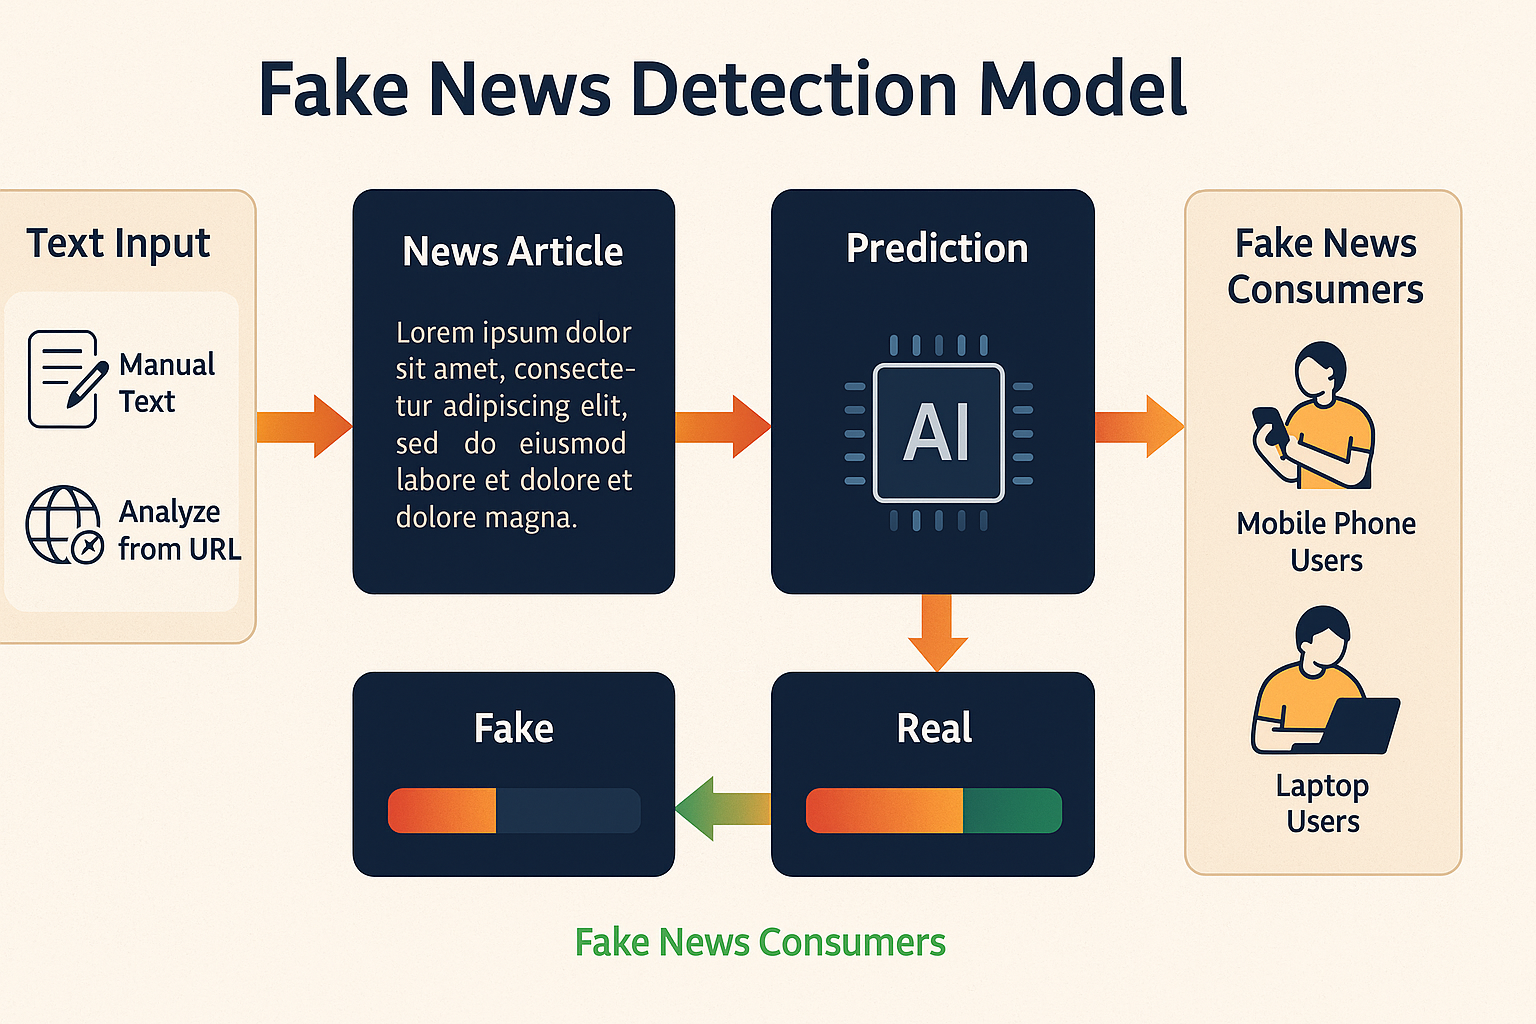 Fake News Detection Model
Text Input
Manual
Text
Analyze
from URL
News Article
Lorem ipsum dolor
sit amet, consecte-
tur adipiscing elit,
sed do eiusmod
labore et dolore et
dolore magna.
Prediction
AI
Fake News
Consumers
Mobile Phone
Users
Laptop
Users
Fake
Real
Fake News Consumers